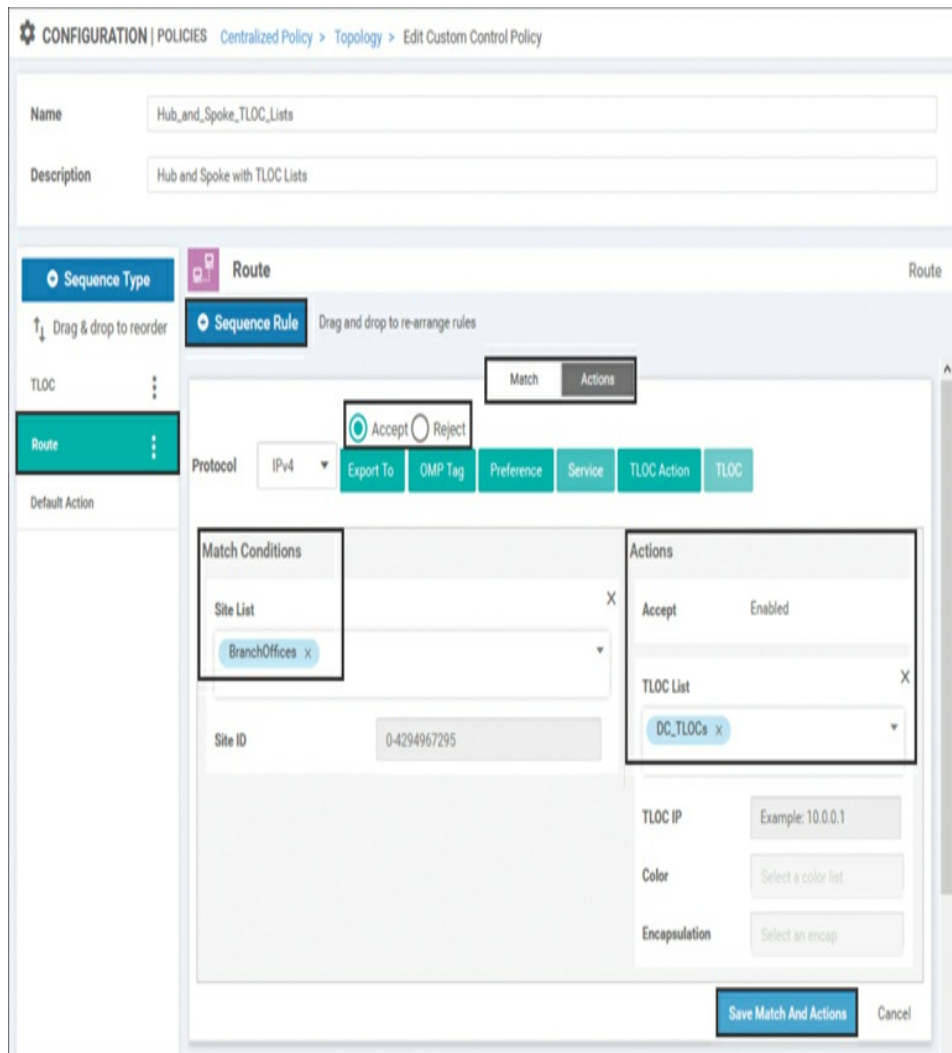 CONFIGURATION | POLICIES Centralized Policy > Topology > Edit Custom Control Policy
Name Hub_and_Spoke_TLOC_Lists
Description Hub and Spoke with TLOC Lists
Sequence Type
Drag & drop to reorder
TLOC
Route
Default Action
Route Route
Sequence Rule Drag and drop to re-arrange rules
Match Actions
Accept Reject
Protocol IPv4 Export To OMP Tag Preference Service TLOC Action TLOC
Match Conditions
Site List X
BranchOffices x
Site ID 0-4294967295
Actions
Accept Enabled
TLOC List X
DC_TLOCs x
TLOC IP Example: 10.0.0.1
Color Select a color list
Encapsulation Select an encap
Save Match And Actions Cancel